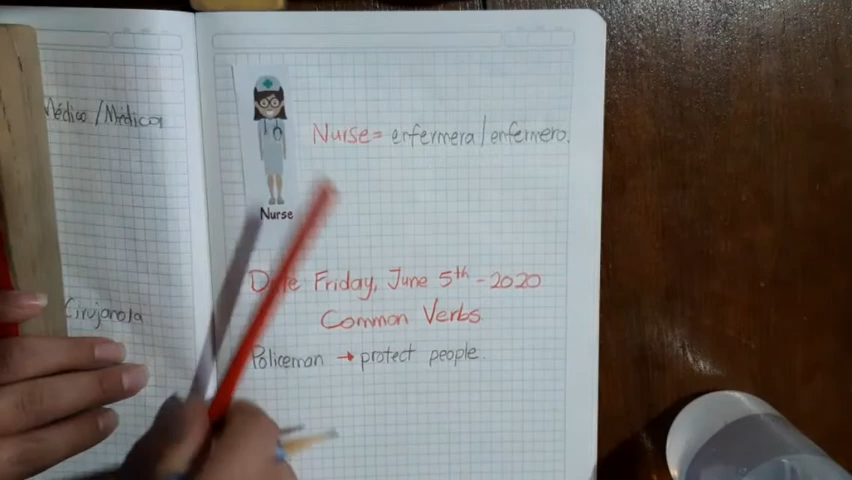 Médico / Médica
Cirujano/a
Nurse = enfermera/enfermero.
Nurse
Date Friday, June 5th - 2020
Common Verbs
Policeman → protect people.